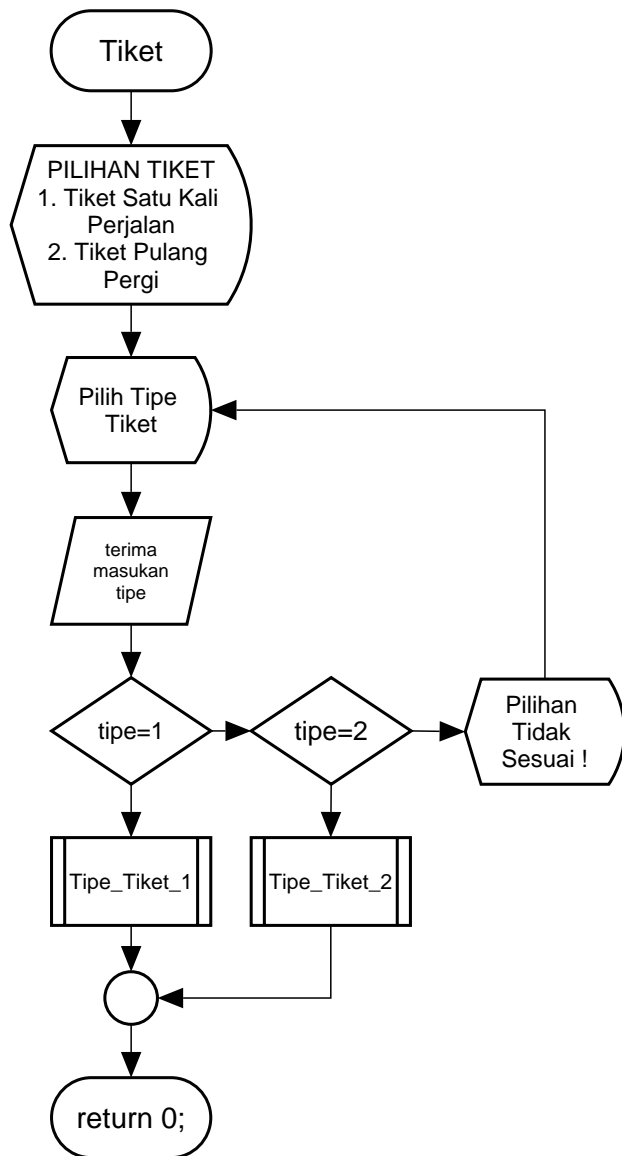 Tiket
PILIHAN TIKET
1. Tiket Satu Kali
Perjalan
2. Tiket Pulang
Pergi
Pilih Tipe
Tiket
terima
masukan
tipe
tipe=1
tipe=2
Pilihan
Tidak
Sesuai !
Tipe_Tiket_1
Tipe_Tiket_2
return 0;